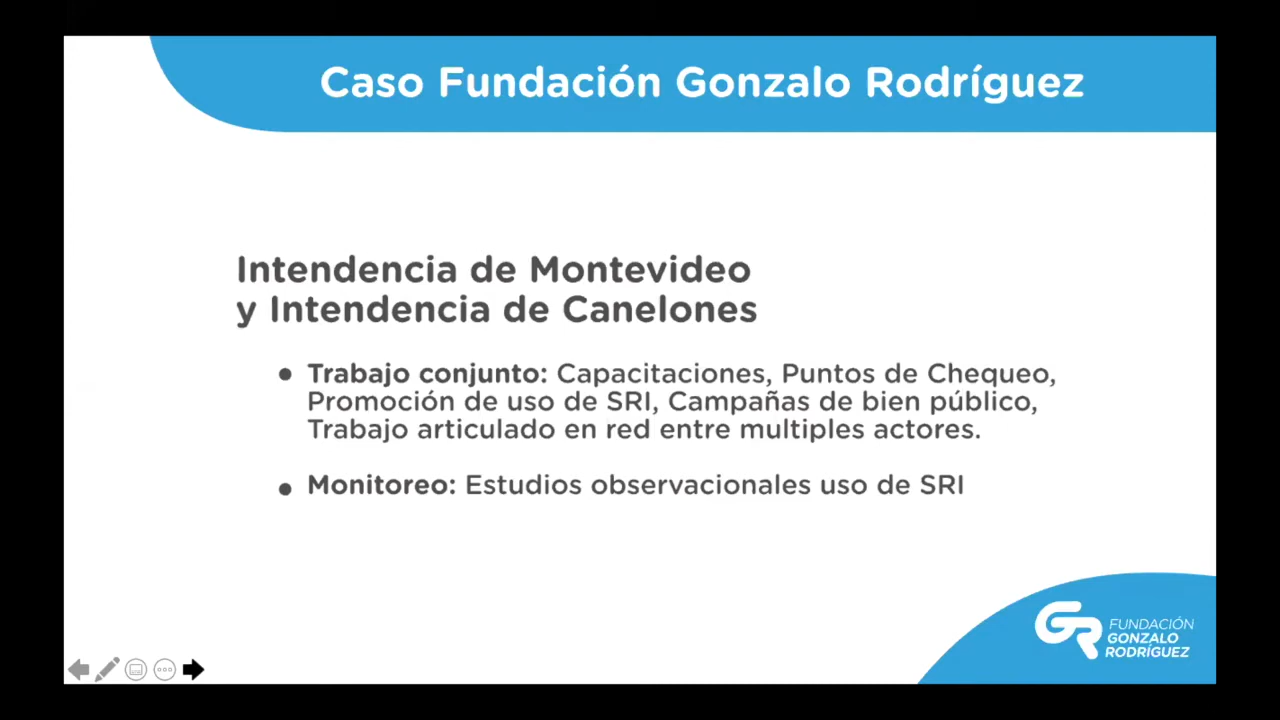 Caso Fundación Gonzalo Rodríguez
Intendencia de Montevideo
y Intendencia de Canelones
• Trabajo conjunto: Capacitaciones, Puntos de Chequeo,
Promoción de uso de SRI, Campañas de bien público,
Trabajo articulado en red entre multiples actores.
• Monitoreo: Estudios observacionales uso de SRI
GR
FUNDACIÓN
GONZALO
RODRÍGUEZ